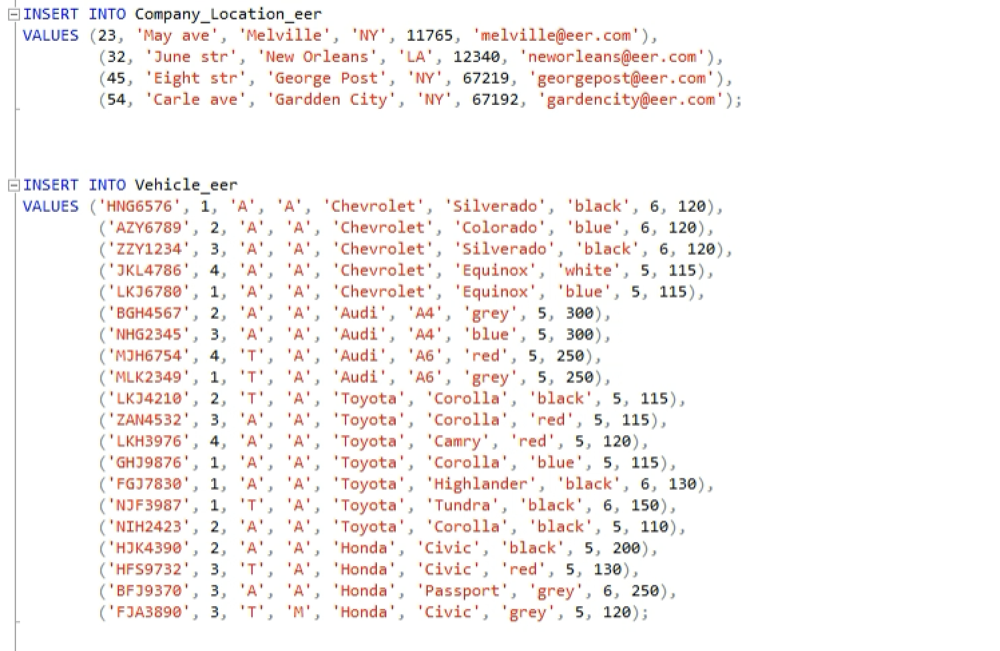 INSERT INTO Company_Location_eer
VALUES (23, 'May ave', 'Melville', 'NY', 11765, 'melville@eer.com'),
(32, 'June str', 'New Orleans', 'LA', 12340, 'neworleans@eer.com'),
(45, 'Eight str', 'George Post', 'NY', 67219, 'georgepost@eer.com'),
(54, 'Carle ave', 'Gardden City', 'NY', 67192, 'gardencity@eer.com');
INSERT INTO Vehicle_eer
VALUES ('HNG6576', 1, 'A', 'A', 'Chevrolet', 'Silverado', 'black', 6, 120),
('AZY6789', 2, 'A', 'A', 'Chevrolet', 'Colorado', 'blue', 6, 120),
('ZZY1234', 3, 'A', 'A', 'Chevrolet', 'Silverado', 'black', 6, 120),
('JKL4786', 4, 'A', 'A', 'Chevrolet', 'Equinox', 'white', 5, 115),
('LKJ6780', 1, 'A', 'A', 'Chevrolet', 'Equinox', 'blue', 5, 115),
('BGH4567', 2, 'A', 'A', 'Audi', 'A4', 'grey', 5, 300),
('NHG2345', 3, 'A', 'A', 'Audi', 'A4', 'blue', 5, 300),
('MJH6754', 4, 'T', 'A', 'Audi', 'A6', 'red', 5, 250),
('MLK2349', 1, 'T', 'A', 'Audi', 'A6', 'grey', 5, 250),
('LKJ4210', 2, 'T', 'A', 'Toyota', 'Corolla', 'black', 5, 115),
('ZAN4532', 3, 'A', 'A', 'Toyota', 'Corolla', 'red', 5, 115),
('LKH3976', 4, 'A', 'A', 'Toyota', 'Camry', 'red', 5, 120),
('GHJ9876', 1, 'A', 'A', 'Toyota', 'Corolla', 'blue', 5, 115),
('FGJ7830', 1, 'A', 'A', 'Toyota', 'Highlander', 'black', 6, 130),
('NJF3987', 1, 'T', 'A', 'Toyota', 'Tundra', 'black', 6, 150),
('NIH2423', 2, 'A', 'A', 'Toyota', 'Corolla', 'black', 5, 110),
('HJK4390', 2, 'A', 'A', 'Honda', 'Civic', 'black', 5, 200),
('HFS9732', 3, 'T', 'A', 'Honda', 'Civic', 'red', 5, 130),
('BFJ9370', 3, 'A', 'A', 'Honda', 'Passport', 'grey', 6, 250),
('FJA3890', 3, 'T', 'M', 'Honda', 'Civic', 'grey', 5, 120);